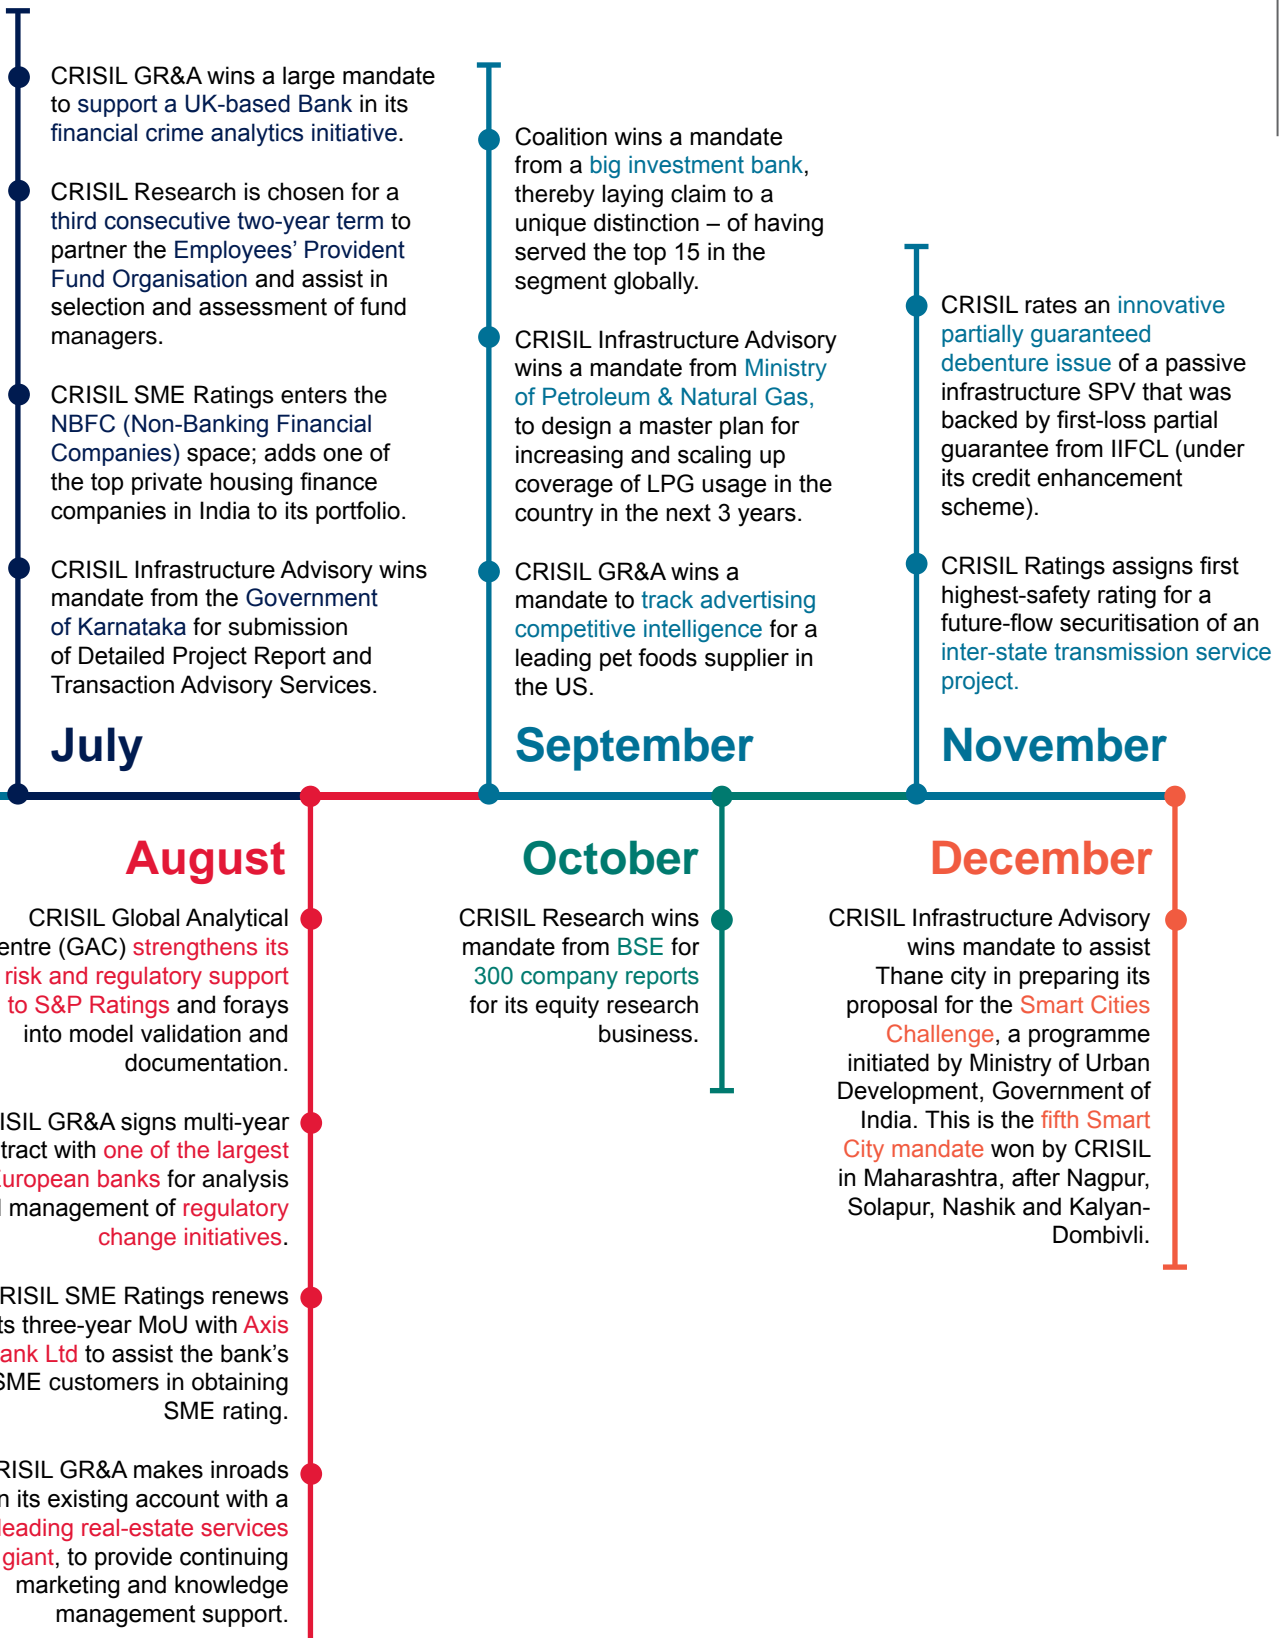 CRISIL GR&A wins a large mandate
to support a UK-based Bank in its
financial crime analytics initiative.
CRISIL Research is chosen for a
third consecutive two-year term to
partner the Employees’ Provident
Fund Organisation and assist in
selection and assessment of fund
managers.
CRISIL SME Ratings enters the
NBFC (Non-Banking Financial
Companies) space; adds one of
the top private housing finance
companies in India to its portfolio.
CRISIL Infrastructure Advisory wins
mandate from the Government
of Karnataka for submission
of Detailed Project Report and
Transaction Advisory Services.
July
Coalition wins a mandate
from a big investment bank,
thereby laying claim to a
unique distinction – of having
served the top 15 in the
segment globally.
CRISIL Infrastructure Advisory
wins a mandate from Ministry
of Petroleum & Natural Gas,
to design a master plan for
increasing and scaling up
coverage of LPG usage in the
country in the next 3 years.
CRISIL GR&A wins a
mandate to track advertising
competitive intelligence for a
leading pet foods supplier in
the US.
September
CRISIL rates an innovative
partially guaranteed
debenture issue of a passive
infrastructure SPV that was
backed by first-loss partial
guarantee from IIFCL (under
its credit enhancement
scheme).
CRISIL Ratings assigns first
highest-safety rating for a
future-flow securitisation of an
inter-state transmission service
project.
November
August
CRISIL Global Analytical
entre (GAC) strengthens its
risk and regulatory support
to S&P Ratings and forays
into model validation and
documentation.
ISIL GR&A signs multi-year
tract with one of the largest
European banks for analysis
management of regulatory
change initiatives.
RISIL SME Ratings renews
its three-year MoU with Axis
ank Ltd to assist the bank’s
SME customers in obtaining
SME rating.
RISIL GR&A makes inroads
in its existing account with a
leading real-estate services
giant, to provide continuing
marketing and knowledge
management support.
October
CRISIL Research wins
mandate from BSE for
300 company reports
for its equity research
business.
December
CRISIL Infrastructure Advisory
wins mandate to assist
Thane city in preparing its
proposal for the Smart Cities
Challenge, a programme
initiated by Ministry of Urban
Development, Government of
India. This is the fifth Smart
City mandate won by CRISIL
in Maharashtra, after Nagpur,
Solapur, Nashik and Kalyan-
Dombivli.